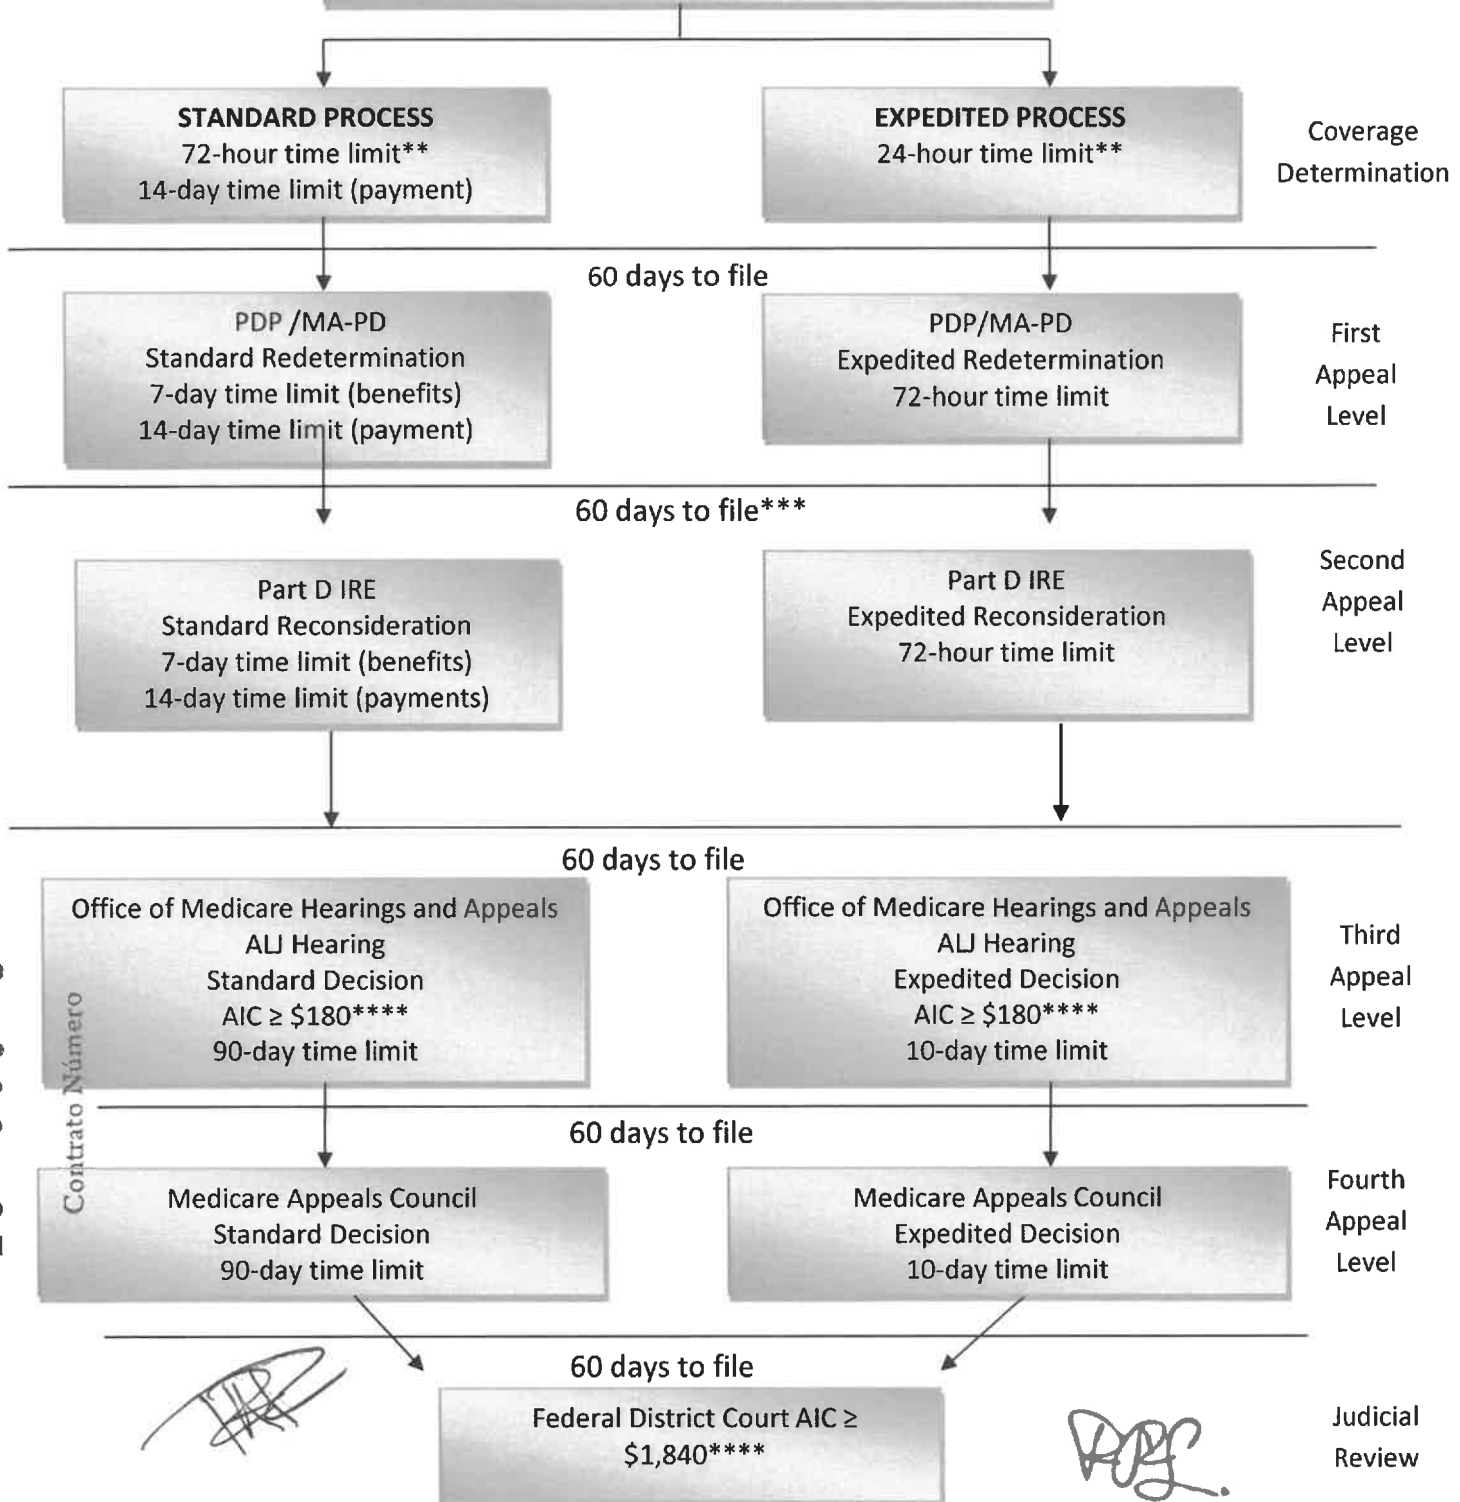 STANDARD PROCESS
72-hour time limit**
14-day time limit (payment)
EXPEDITED PROCESS
24-hour time limit**
Coverage
Determination
60 days to file
PDP /MA-PD
Standard Redetermination
7-day time limit (benefits)
14-day time limit (payment)
PDP/MA-PD
Expedited Redetermination
72-hour time limit
First
Appeal
Level
60 days to file***
Part D IRE
Standard Reconsideration
7-day time limit (benefits)
14-day time limit (payments)
Part D IRE
Expedited Reconsideration
72-hour time limit
Second
Appeal
Level
60 days to file
Office of Medicare Hearings and Appeals
ALJ Hearing
Standard Decision
AIC ≥ $180****
90-day time limit
Office of Medicare Hearings and Appeals
ALJ Hearing
Expedited Decision
AIC ≥ $180****
10-day time limit
Third
Appeal
Level
Contrato Número
60 days to file
Medicare Appeals Council
Standard Decision
90-day time limit
Medicare Appeals Council
Expedited Decision
10-day time limit
Fourth
Appeal
Level
60 days to file
Federal District Court AIC ≥
$1,840****
Judicial
Review